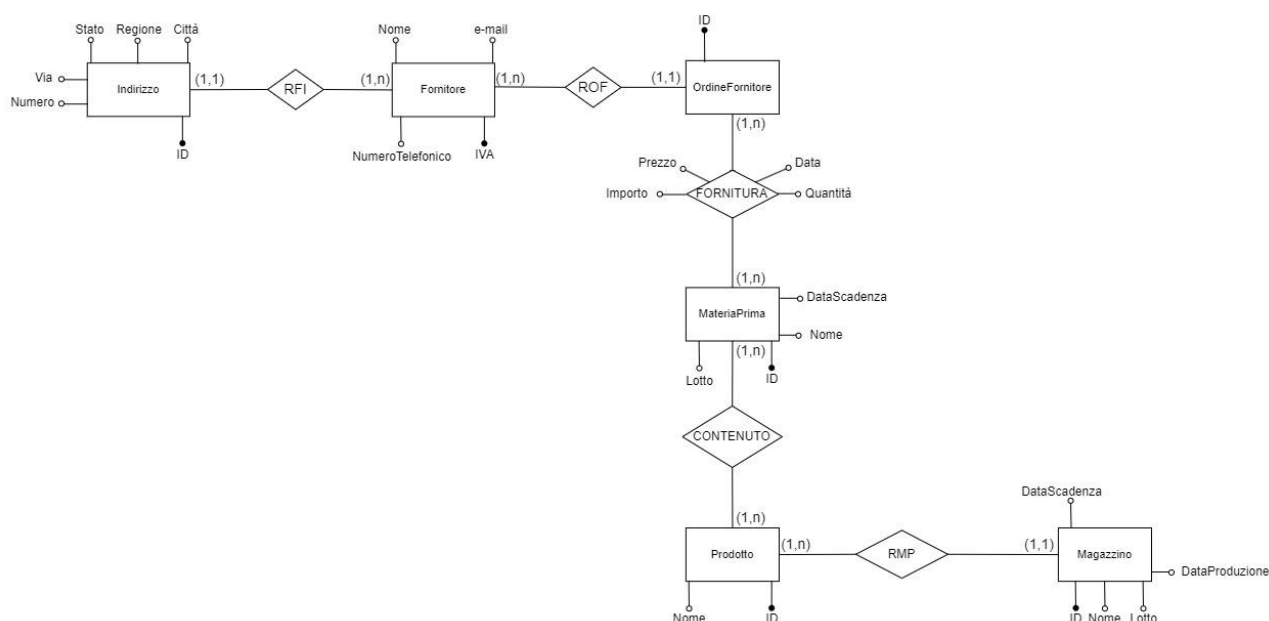 ID
Stato
Regione
Città
Nome
e-mail
Via
Numero
Indirizzo
(1,1)
RFI
(1,n)
Fornitore
(1,n)
ROF
(1,1)
OrdineFornitore
(1,n)
ID
NumeroTelefonico
IVA
Prezzo
Data
Importo
FORNITURA
Quantità
(1,n)
MateriaPrima
DataScadenza
Nome
(1,n)
Lotto
ID
CONTENUTO
(1,n)
DataScadenza
Prodotto
(1,n)
RMP
(1,1)
Magazzino
DataProduzione
Nome
ID
ID
Nome
Lotto